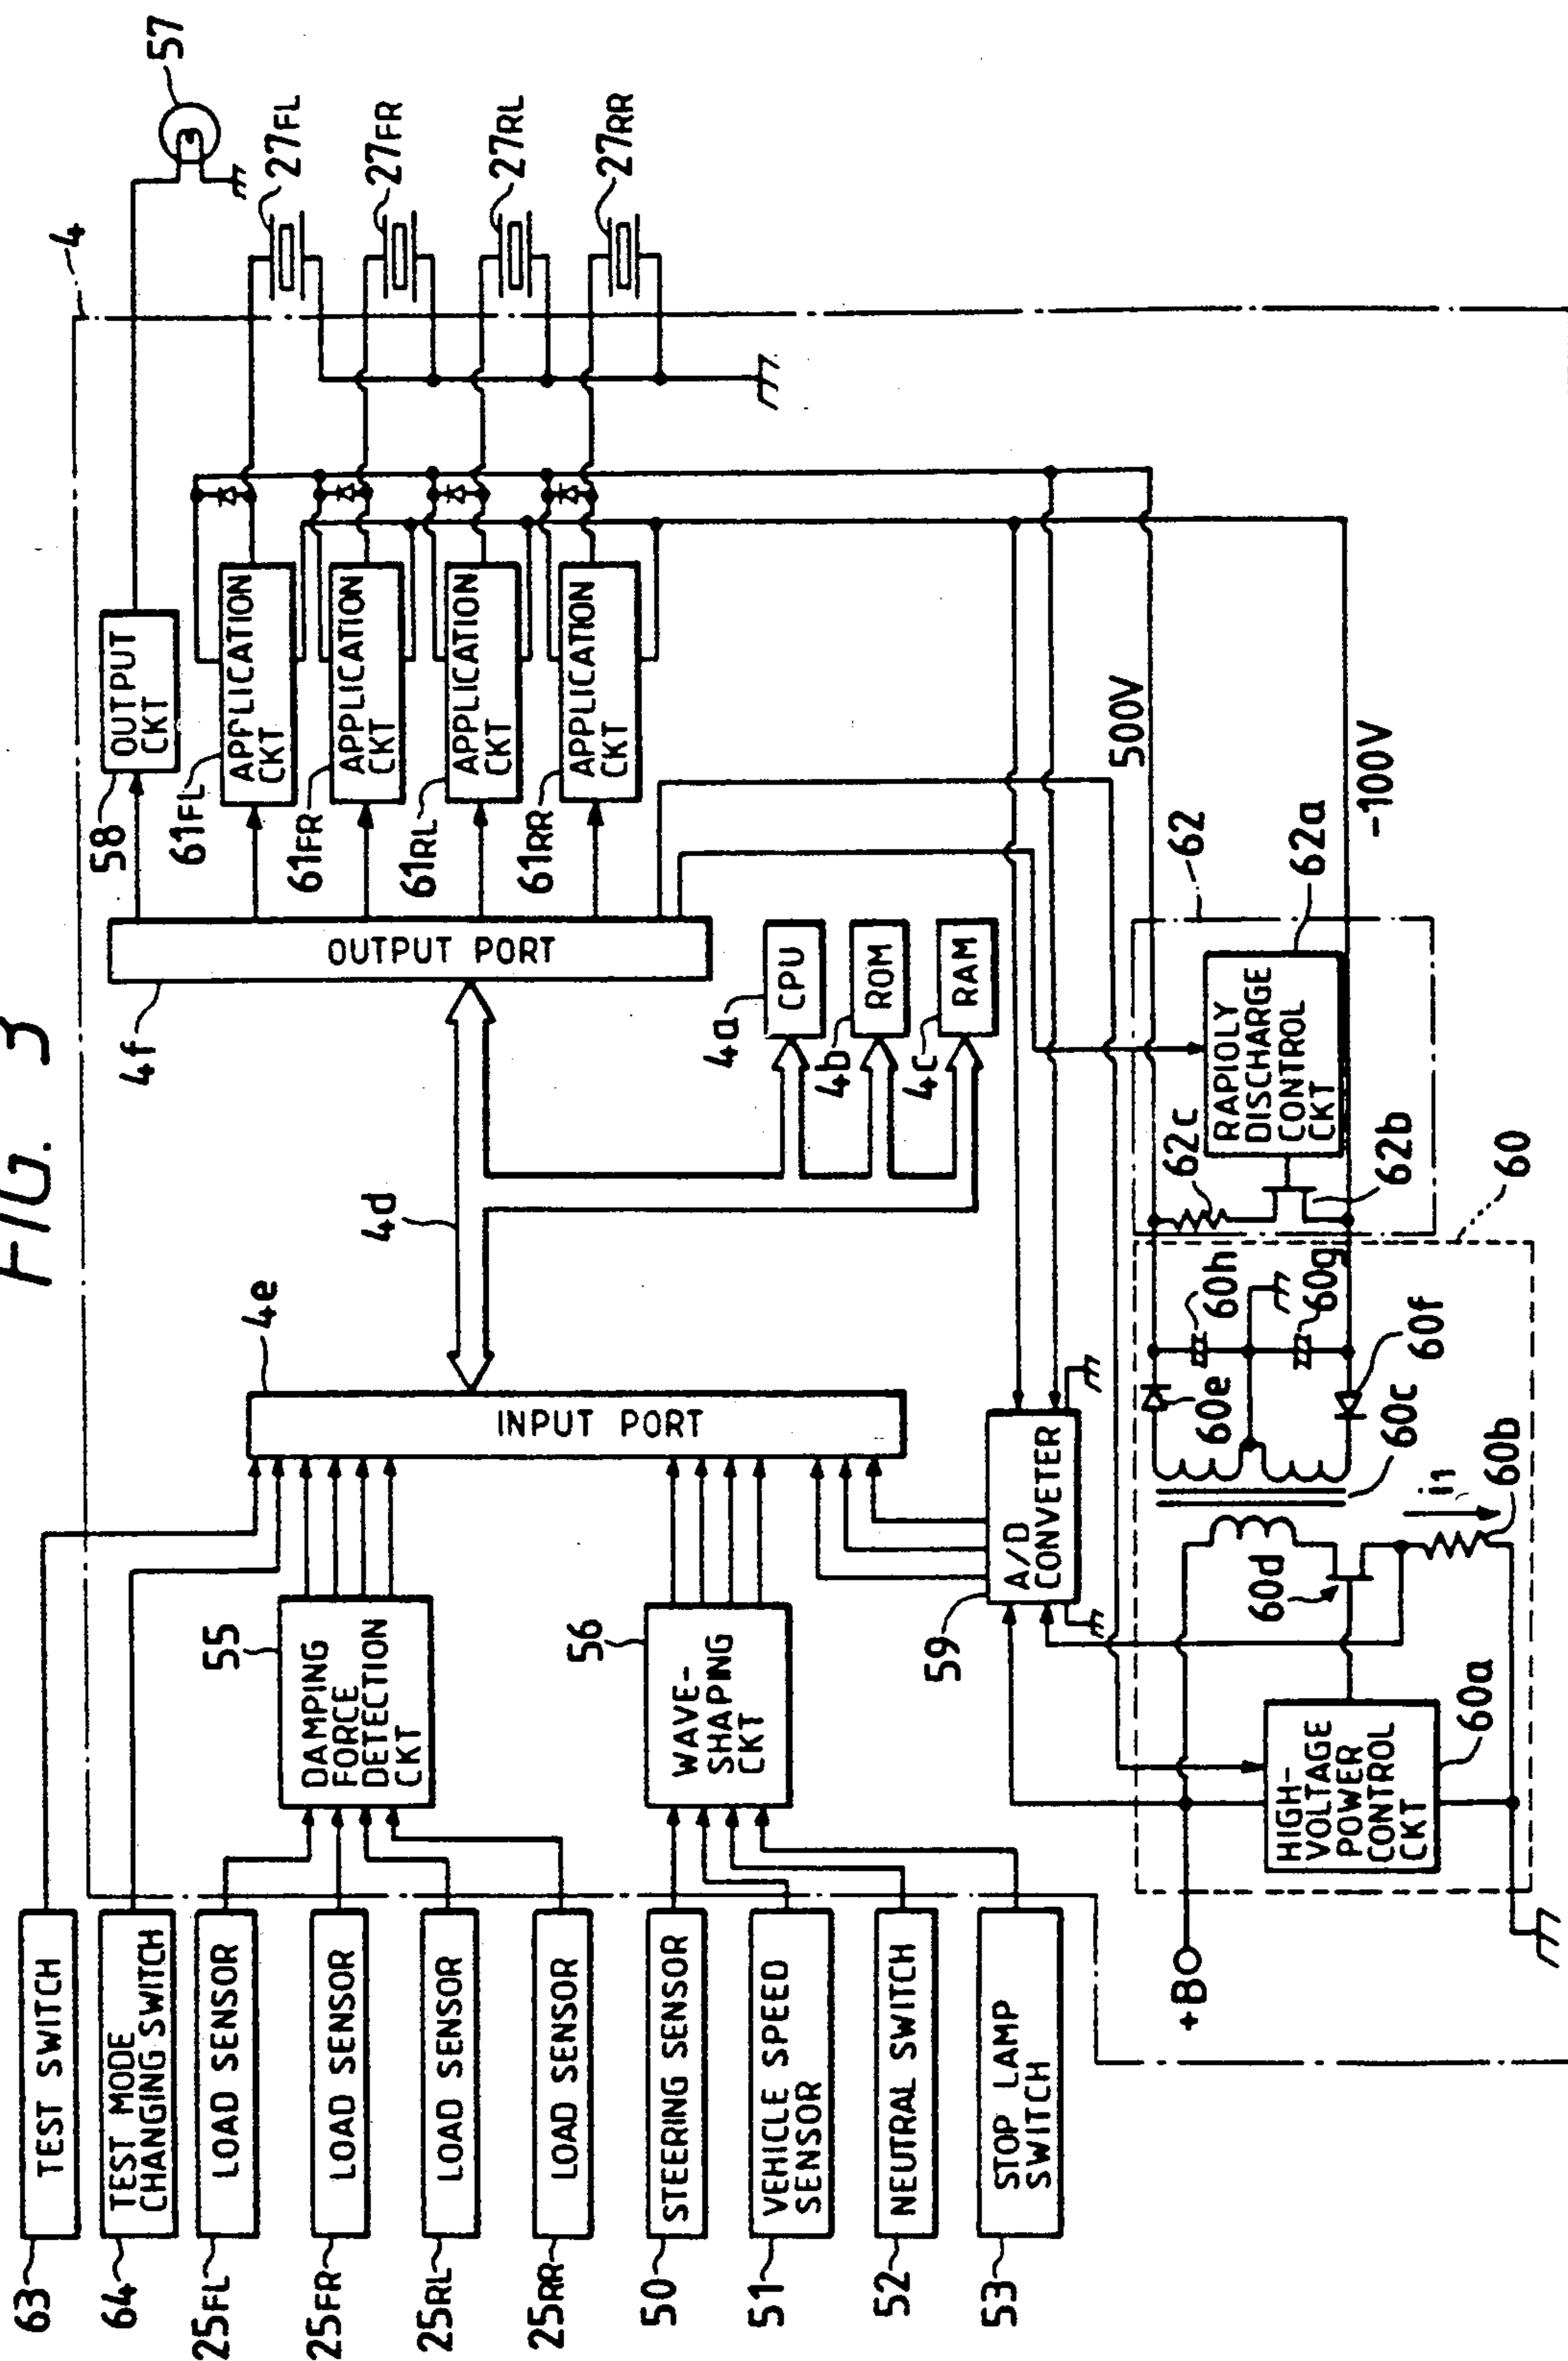 FIG. 3
63
TEST SWITCH
64
TEST MODE
CHANGING SWITCH
25FL
LOAD SENSOR
25FR
LOAD SENSOR
25RL
LOAD SENSOR
25RR
LOAD SENSOR
50
STEERING SENSOR
51
VEHICLE SPEED
SENSOR
52
NEUTRAL SWITCH
53
STOP LAMP
SWITCH
55
DAMPING
FORCE
DETECTION
CKT
56
WAVE-
SHAPING
CKT
59
A/D
CONVETER
4e
INPUT PORT
4d
4f
OUTPUT PORT
4a
CPU
4b
ROM
4c
RAM
58
OUTPUT
CKT
61FL
APPLICATION
CKT
61FR
APPLICATION
CKT
61RL
APPLICATION
CKT
61RR
APPLICATION
CKT
4
57
27FL
27FR
27RL
27RR
+B
HIGH-
VOLTAGE
POWER
CONTROL
CKT
60a
60d
i1
60b
60c
60e
60f
60h
60g
60
62c
62b
RAPIOLY
DISCHARGE
CONTROL
CKT
62a
62
500V
-100V